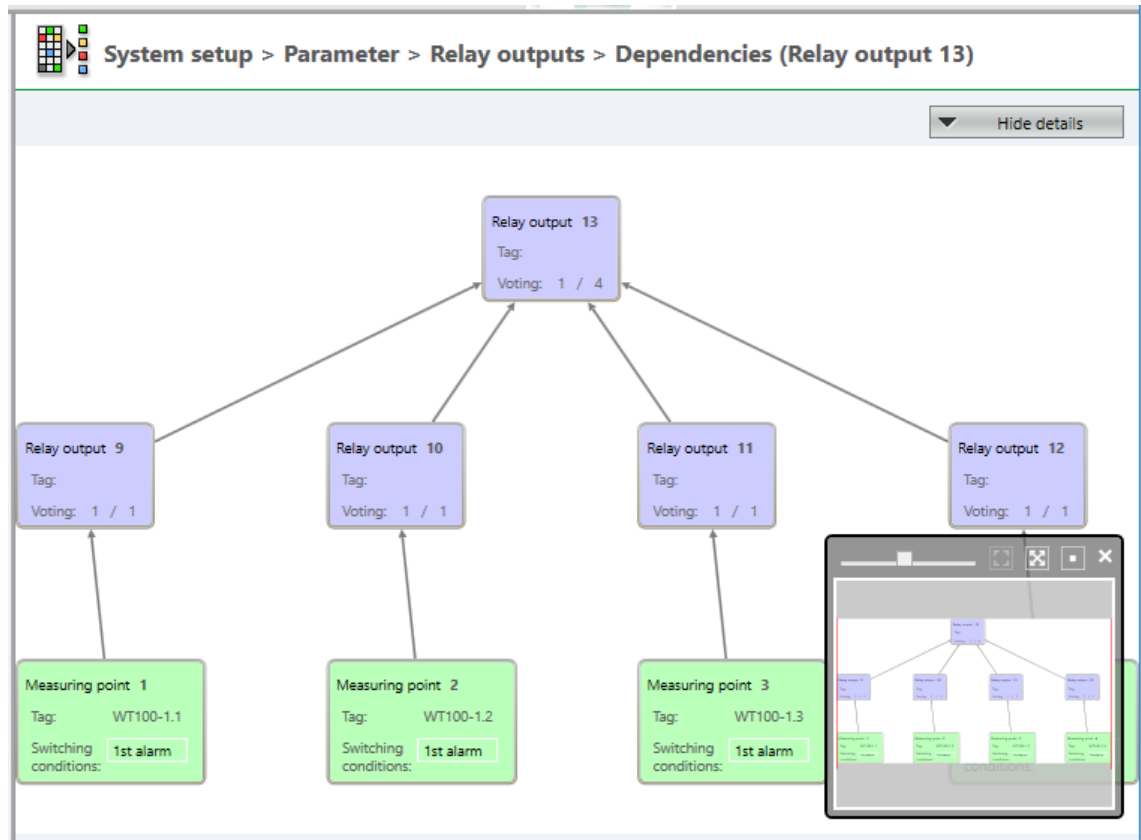 System setup > Parameter > Relay outputs > Dependencies (Relay output 13)
Hide details
Relay output 13
Tag:
Voting: 1 / 4
Relay output 9
Tag:
Voting: 1 / 1
Relay output 10
Tag:
Voting: 1 / 1
Relay output 11
Tag:
Voting: 1 / 1
Relay output 12
Tag:
Voting: 1 / 1
Measuring point 1
Tag: WT100-1.1
Switching conditions: 1st alarm
Measuring point 2
Tag: WT100-1.2
Switching conditions: 1st alarm
Measuring point 3
Tag: WT100-1.3
Switching conditions: 1st alarm
conditions: